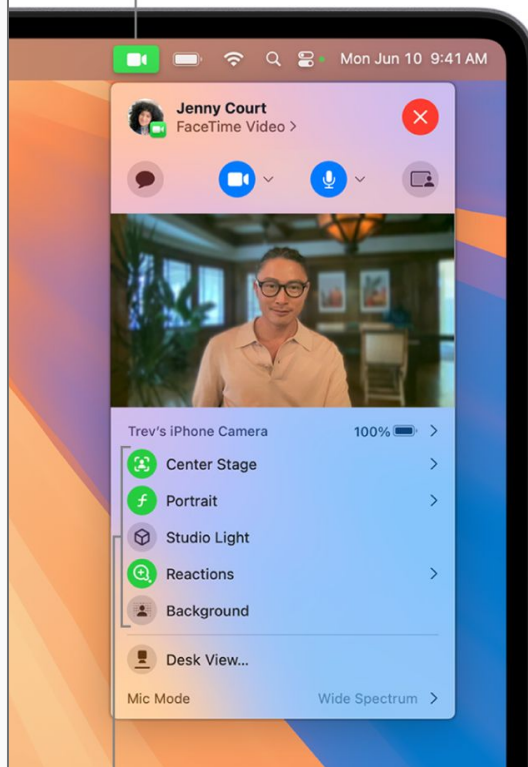 Mon Jun 10 9:41 AM
Jenny Court
FaceTime Video >
Trev's iPhone Camera 100% >
Center Stage >
Portrait >
Studio Light
Reactions >
Background
Desk View...
Mic Mode Wide Spectrum >